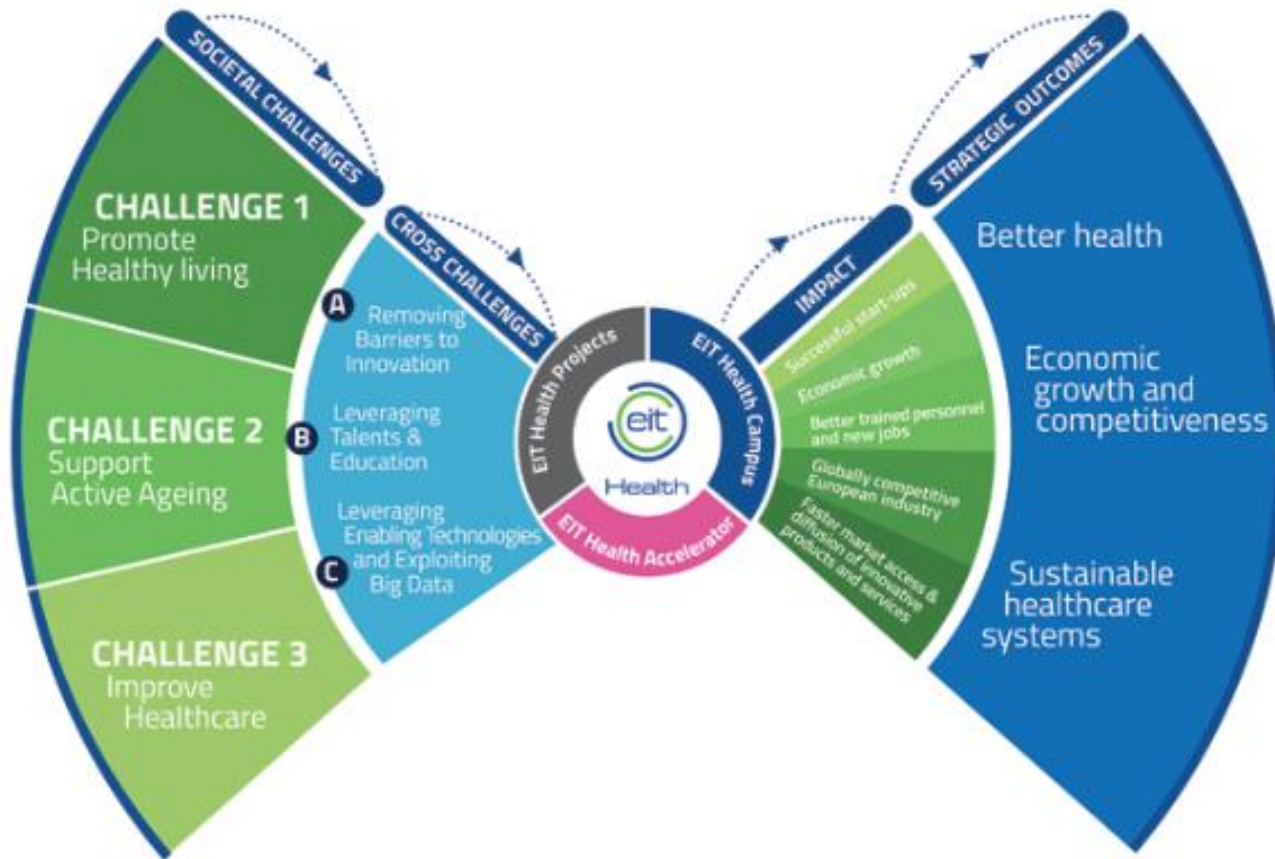 SOCIETAL CHALLENGES
CHALLENGE 1
Promote
Healthy living
CHALLENGE 2
Support
Active Ageing
CHALLENGE 3
Improve
Healthcare
CROSS CHALLENGES
A
Removing
Barriers to
Innovation
B
Leveraging
Talents &
Education
C
Leveraging
Enabling Technologies
and Exploiting
Big Data
EIT Health Projects
EIT Health Campus
EIT Health Accelerator
eit
Health
IMPACT
Successful start-ups
Economic growth
Better trained personnel
and new jobs
Globally competitive
European industry
Faster market access &
diffusion of innovative
products and services
STRATEGIC OUTCOMES
Better health
Economic
growth and
competitiveness
Sustainable
healthcare
systems